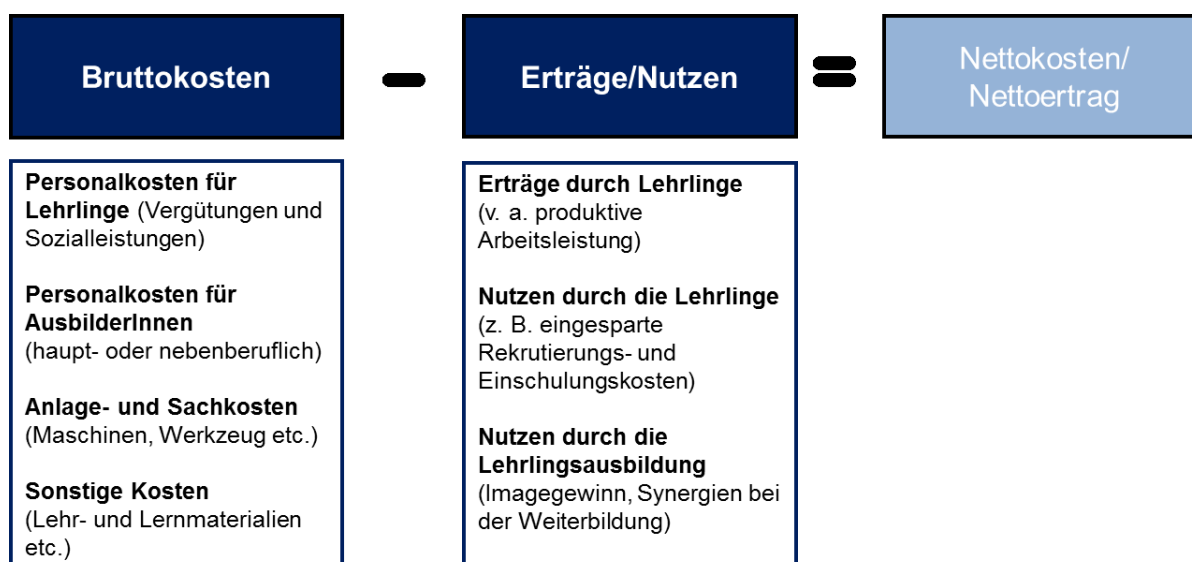 Bruttokosten
Erträge/Nutzen
Nettokosten/
Nettoertrag
Personalkosten für
Lehrlinge (Vergütungen und
Sozialleistungen)
Personalkosten für
AusbilderInnen
(haupt- oder nebenberuflich)
Anlage- und Sachkosten
(Maschinen, Werkzeug etc.)
Sonstige Kosten
(Lehr- und Lernmaterialien
etc.)
Erträge durch Lehrlinge
(v. a. produktive
Arbeitsleistung)
Nutzen durch die Lehrlinge
(z. B. eingesparte
Rekrutierungs- und
Einschulungskosten)
Nutzen durch die
Lehrlingsausbildung
(Imagegewinn, Synergien bei
der Weiterbildung)